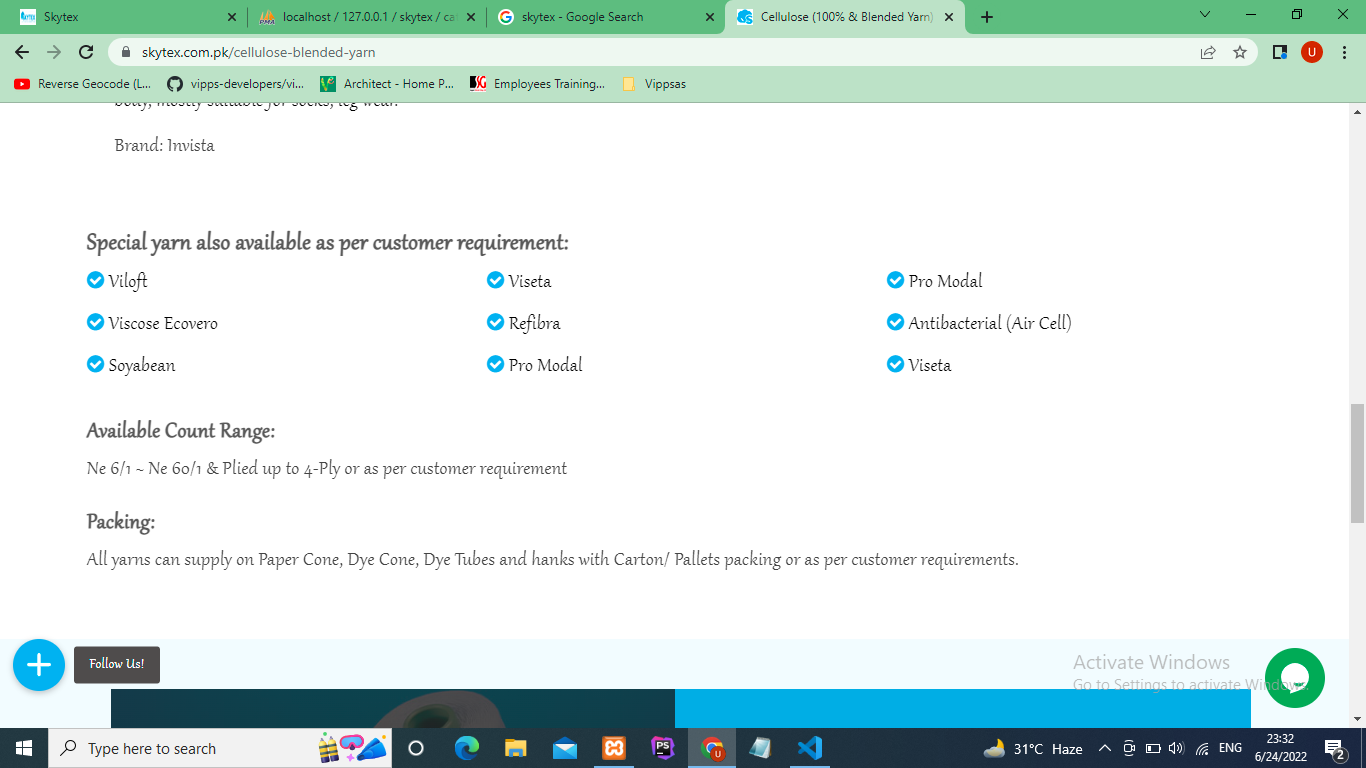 Skytex
localhost / 127.0.0.1 / skytex / ca
skytex - Google Search
Cellulose (100% & Blended Yarn)
skytex.com.pk/cellulose-blended-yarn
U
Reverse Geocode (L...
vipps-developers/vi...
Architect - Home P...
Employees Training...
Vippsas
body, mostly suitable for socks, leg wear.
Brand: Invista
Special yarn also available as per customer requirement:
Viloft
Viseta
Pro Modal
Viscose Ecovero
Refibra
Antibacterial (Air Cell)
Soyabean
Pro Modal
Viseta
Available Count Range:
Ne 6/1 ~ Ne 60/1 & Plied up to 4-Ply or as per customer requirement
Packing:
All yarns can supply on Paper Cone, Dye Cone, Dye Tubes and hanks with Carton/ Pallets packing or as per customer requirements.
Follow Us!
Activate Windows
Go to Settings to activate Windows.
Type here to search
31°C Haze
ENG
23:32
6/24/2022
2